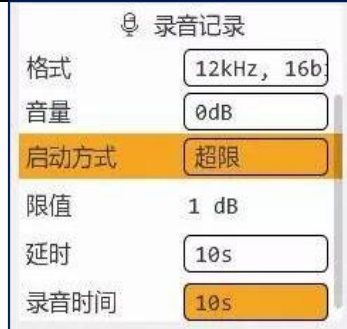 录音记录
格式 12kHz, 16b
音量 0dB
启动方式 超限
限值 1 dB
延时 10s
录音时间 10s